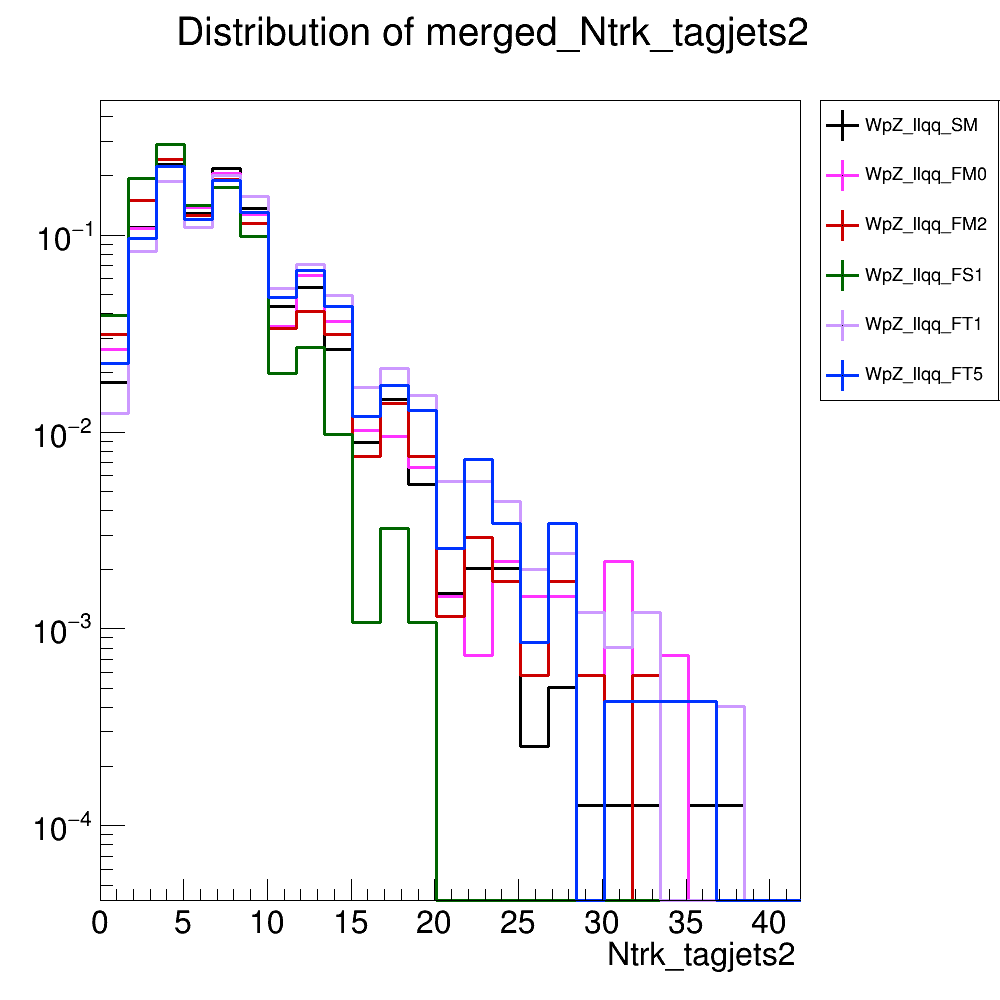 Distribution of merged_Ntrk_tagjets2
WpZ_llqq_SM
WpZ_llqq_FM0
WpZ_llqq_FM2
WpZ_llqq_FS1
WpZ_llqq_FT1
WpZ_llqq_FT5
10⁻¹
10⁻²
10⁻³
10⁻⁴
0 5 10 15 20 25 30 35 40
Ntrk_tagjets2